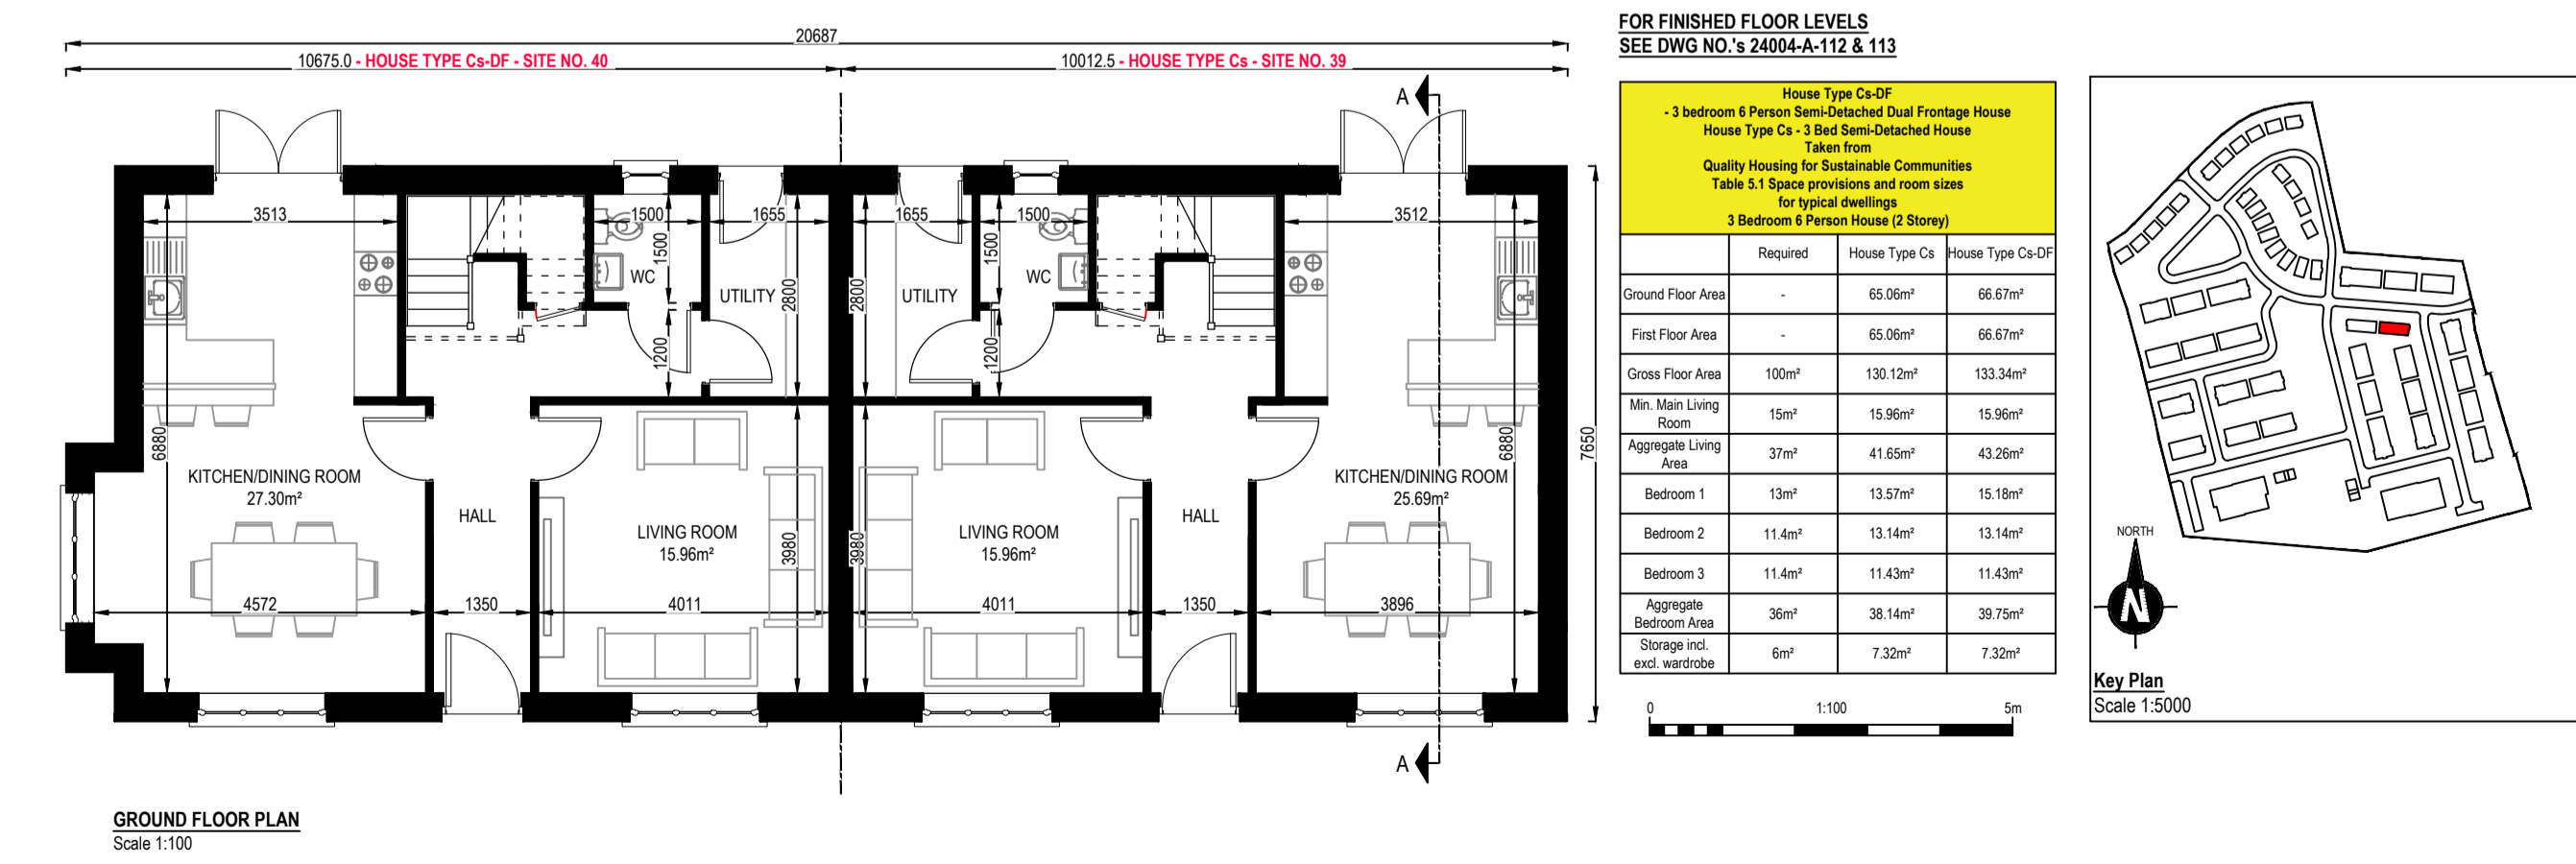 20687
10675.0 - HOUSE TYPE Cs-DF - SITE NO. 40
10012.5 - HOUSE TYPE Cs - SITE NO. 39
A
3513
1500
1655
1655
1500
3512
1500
1500
WC
WC
UTILITY
UTILITY
2800
2800
1200
1200
6880
6880
7650
KITCHEN/DINING ROOM
27.30m²
HALL
LIVING ROOM
15.96m²
3980
3980
LIVING ROOM
15.96m²
HALL
KITCHEN/DINING ROOM
25.69m²
4572
1350
4011
4011
1350
3896
A
GROUND FLOOR PLAN
Scale 1:100
FOR FINISHED FLOOR LEVELS
SEE DWG NO.'s 24004-A-112 & 113
House Type Cs-DF
- 3 bedroom 6 Person Semi-Detached Dual Frontage House
House Type Cs - 3 Bed Semi-Detached House
Taken from
Quality Housing for Sustainable Communities
Table 5.1 Space provisions and room sizes
for typical dwellings
3 Bedroom 6 Person House (2 Storey)
Required House Type Cs House Type Cs-DF
Ground Floor Area - 65.06m² 66.67m²
First Floor Area - 65.06m² 66.67m²
Gross Floor Area 100m² 130.12m² 133.34m²
Min. Main Living
Room 15m² 15.96m² 15.96m²
Aggregate Living
Area 37m² 41.65m² 43.26m²
Bedroom 1 13m² 13.57m² 15.18m²
Bedroom 2 11.4m² 13.14m² 13.14m²
Bedroom 3 11.4m² 11.43m² 11.43m²
Aggregate
Bedroom Area 36m² 38.14m² 39.75m²
Storage incl.
excl. wardrobe 6m² 7.32m² 7.32m²
0 1:100 5m
NORTH
N
Key Plan
Scale 1:5000